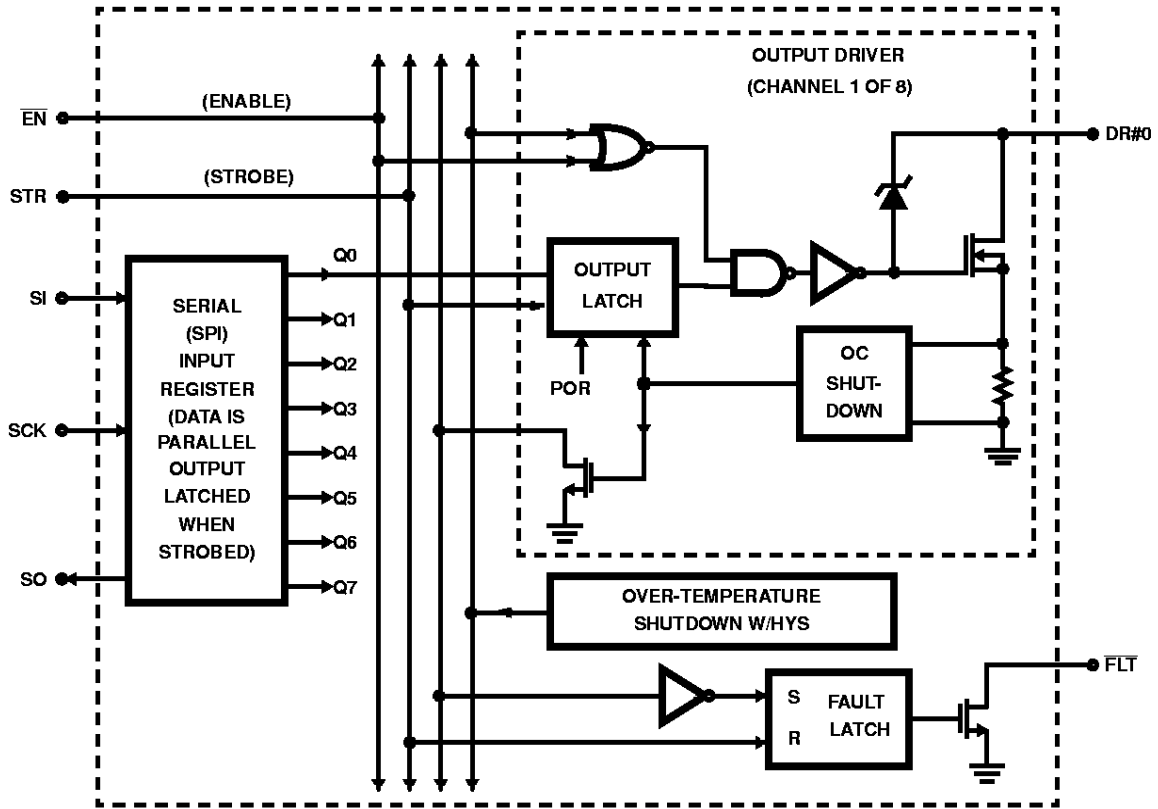 OUTPUT DRIVER
(CHANNEL 1 OF 8)
(ENABLE)
EN
DR#0
(STROBE)
STR
Q0
OUTPUT
LATCH
SI
SERIAL
(SPI)
INPUT
REGISTER
(DATA IS
PARALLEL
OUTPUT
LATCHED
WHEN
STROBED)
Q1
Q2
Q3
Q4
Q5
Q6
Q7
POR
OC
SHUT-
DOWN
SCK
SO
OVER-TEMPERATURE
SHUTDOWN W/HYS
FLT
S
R
FAULT
LATCH